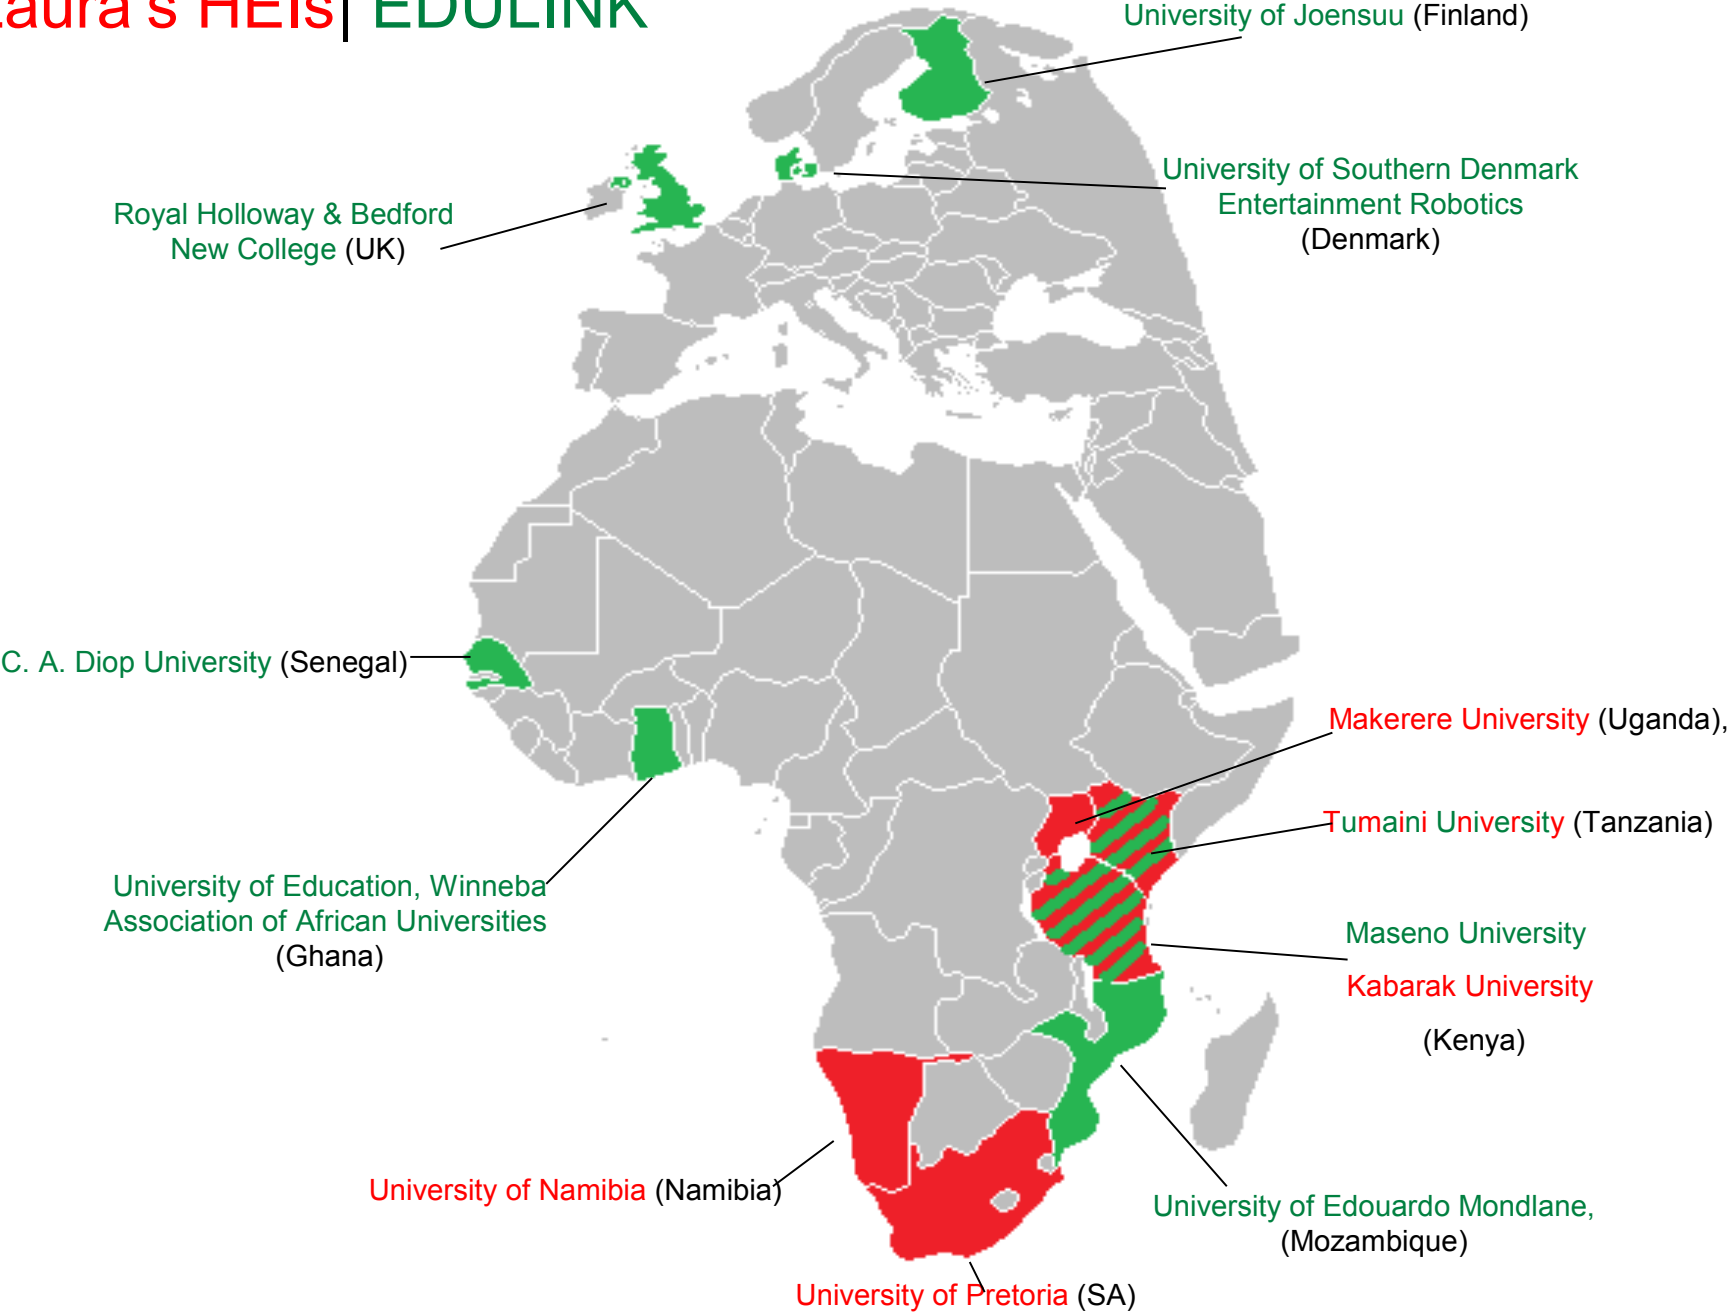 Laura's HEIs| EDULINK
University of Joensuu (Finland)
University of Southern Denmark
Entertainment Robotics
(Denmark)
Royal Holloway & Bedford
New College (UK)
C. A. Diop University (Senegal)
Makerere University (Uganda),
Tumaini University (Tanzania)
University of Education, Winneba
Association of African Universities
(Ghana)
Maseno University
Kabarak University
(Kenya)
University of Namibia (Namibia)
University of Edouardo Mondlane,
(Mozambique)
University of Pretoria (SA)